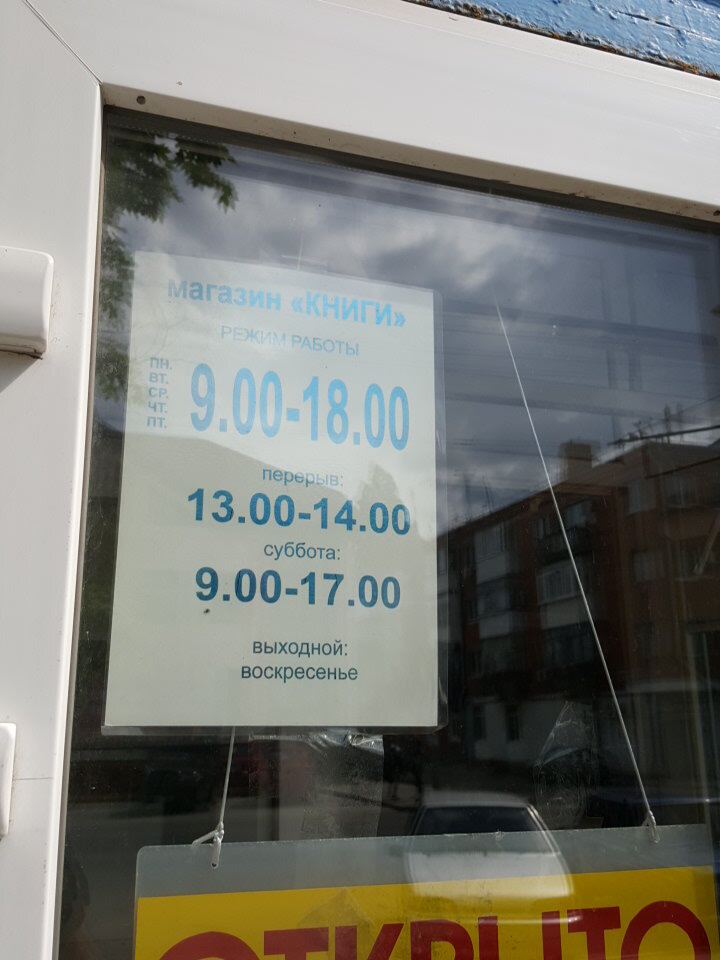 магазин «КНИГИ»
РЕЖИМ РАБОТЫ
ПН.
ВТ.
СР.
ЧТ.
ПТ.
9.00-18.00
перерыв:
13.00-14.00
суббота:
9.00-17.00
выходной:
воскресенье
ОТКРЫТО